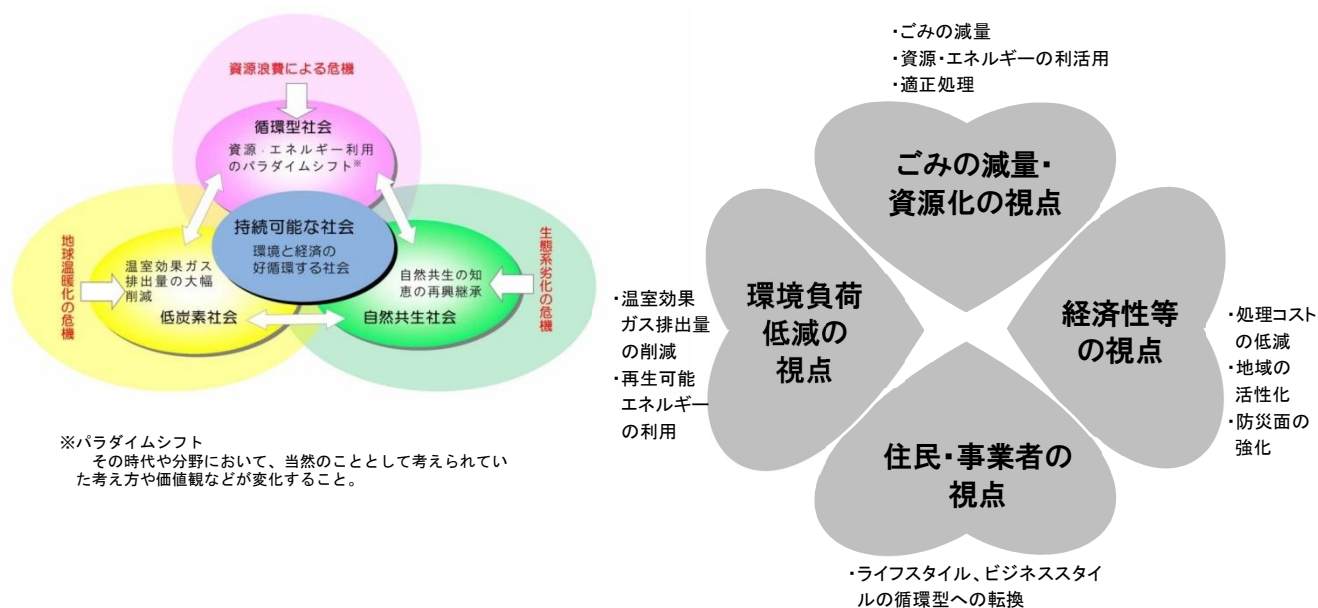 資源浪費による危機
循環型社会
資源・エネルギー利用
のパラダイムシフト※
持続可能な社会
環境と経済の
好循環する社会
地球温暖化の危機
温室効果ガス
排出量の大幅
削減
低炭素社会
生態系劣化の危機
自然共生の知
恵の再興継承
自然共生社会
※パラダイムシフト
その時代や分野において、当然のこととして考えられてい
た考え方や価値観などが変化すること。
・ごみの減量
・資源・エネルギーの利活用
・適正処理
ごみの減量・
資源化の視点
・温室効果
ガス排出量
の削減
・再生可能
エネルギー
の利用
環境負荷
低減の
視点
経済性等
の視点
・処理コスト
の低減
・地域の
活性化
・防災面の
強化
住民・事業者の
視点
・ライフスタイル、ビジネススタイ
ルの循環型への転換